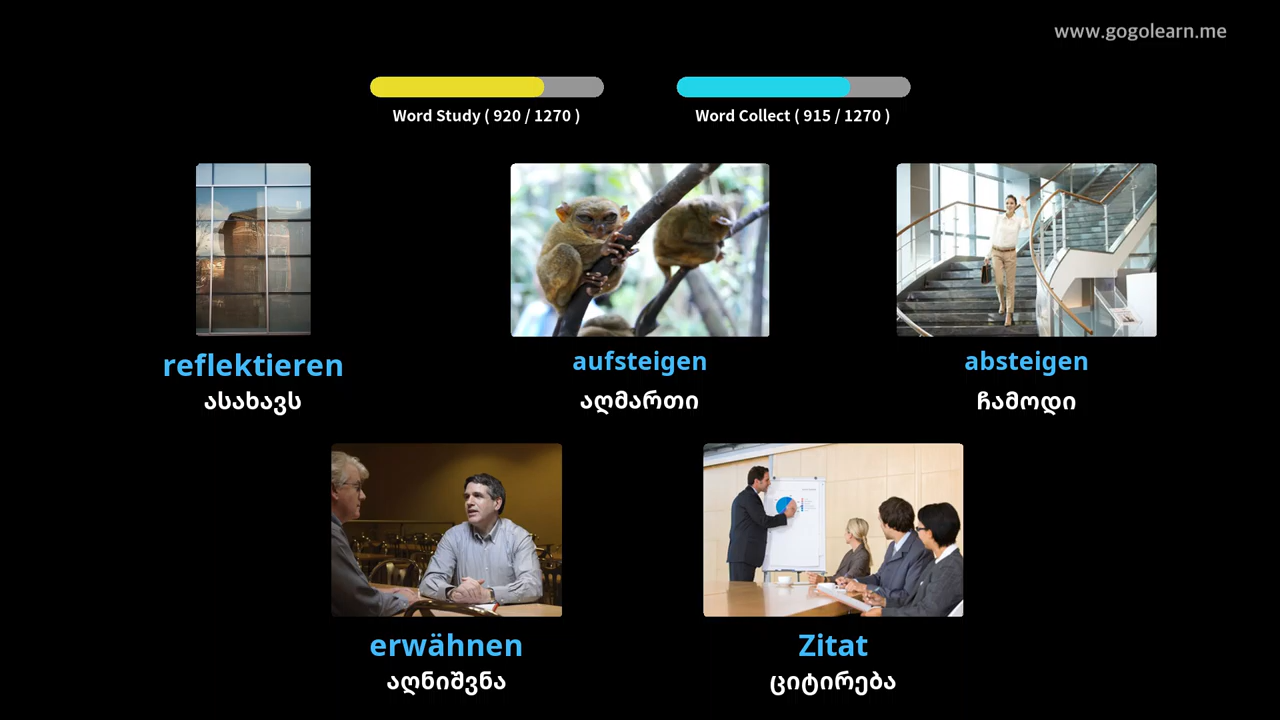 www.gogolearn.me
Word Study ( 920 / 1270 )
Word Collect ( 915 / 1270 )
reflektieren
aufsteigen
absteigen
ასახავს
აღმართი
ჩამოდი
erwähnen
Zitat
აღნიშვნა
ციტირება